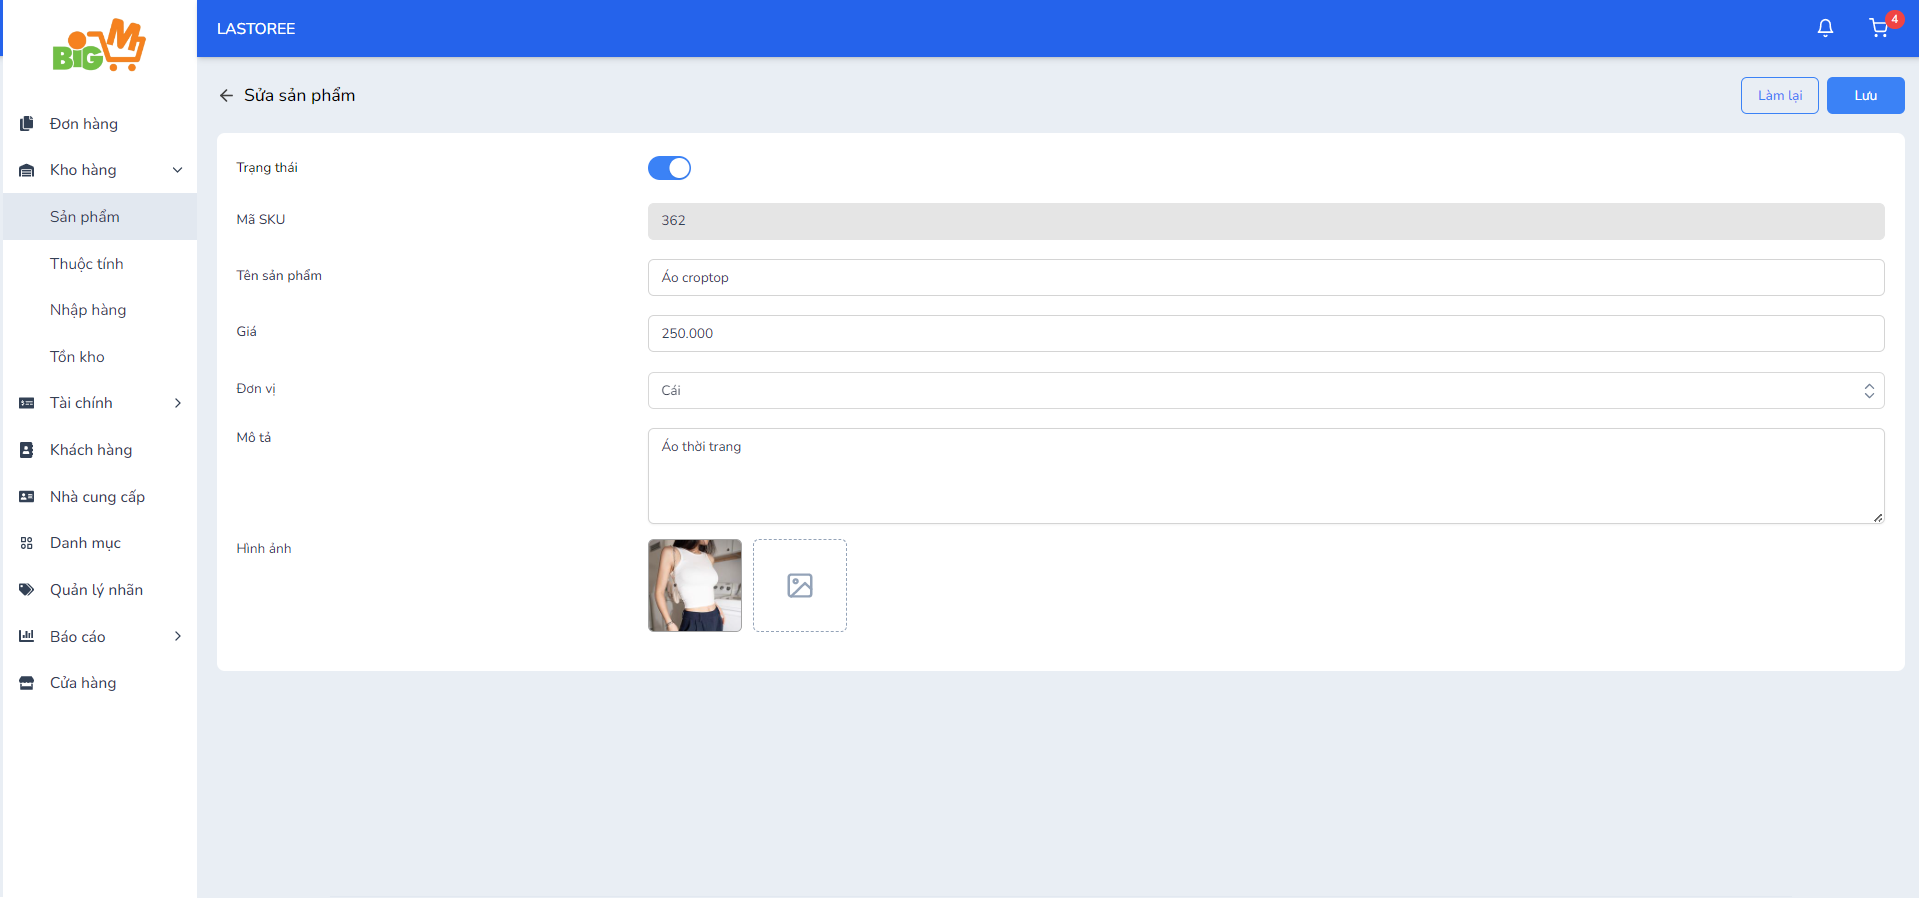 BIG
LASTOREE
4
Sửa sản phẩm
Làm lại
Lưu
Đơn hàng
Kho hàng
Sản phẩm
Thuộc tính
Nhập hàng
Tồn kho
Tài chính
Khách hàng
Nhà cung cấp
Danh mục
Quản lý nhãn
Báo cáo
Cửa hàng
Trạng thái
Mã SKU
362
Tên sản phẩm
Áo croptop
Giá
250.000
Đơn vị
Cái
Mô tả
Áo thời trang
Hình ảnh